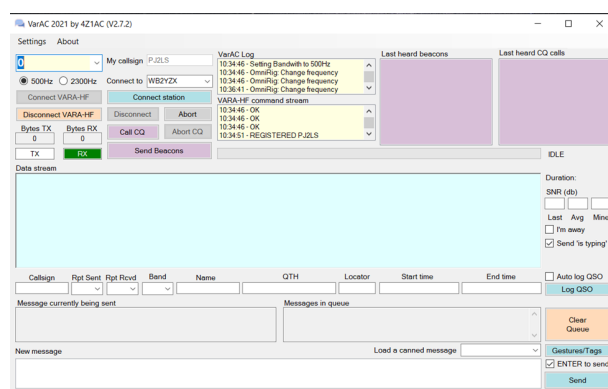 VarAC 2021 by 4Z1AC (V2.7.2)
Settings About
0
My callsign PJ2LS
500Hz 2300Hz Connect to WB2YZX
Connect VARA-HF Connect station
Disconnect VARA-HF Disconnect Abort
Bytes TX Bytes RX
0 0
Call CQ Abort CQ
TX RX Send Beacons
VarAC Log
10:34:46 - Setting Bandwith to 500Hz
10:34:46 - OmniRig: Change frequency
10:34:46 - OmniRig: Change frequency
10:36:41 - OmniRig: Change frequency
VARA-HF command stream
10:34:46 - OK
10:34:46 - OK
10:34:46 - OK
10:34:51 - REGISTERED PJ2LS
Last heard beacons
Last heard CQ calls
IDLE
Data stream
Duration:
SNR (db)
Last Avg Mine
I'm away
Send 'is typing'
Callsign Rpt Sent Rpt Rcvd Band Name QTH Locator Start time End time
Auto log QSO
Log QSO
Message currently being sent
Messages in queue
Clear
Queue
New message
Load a canned message
Gestures/Tags
ENTER to send
Send